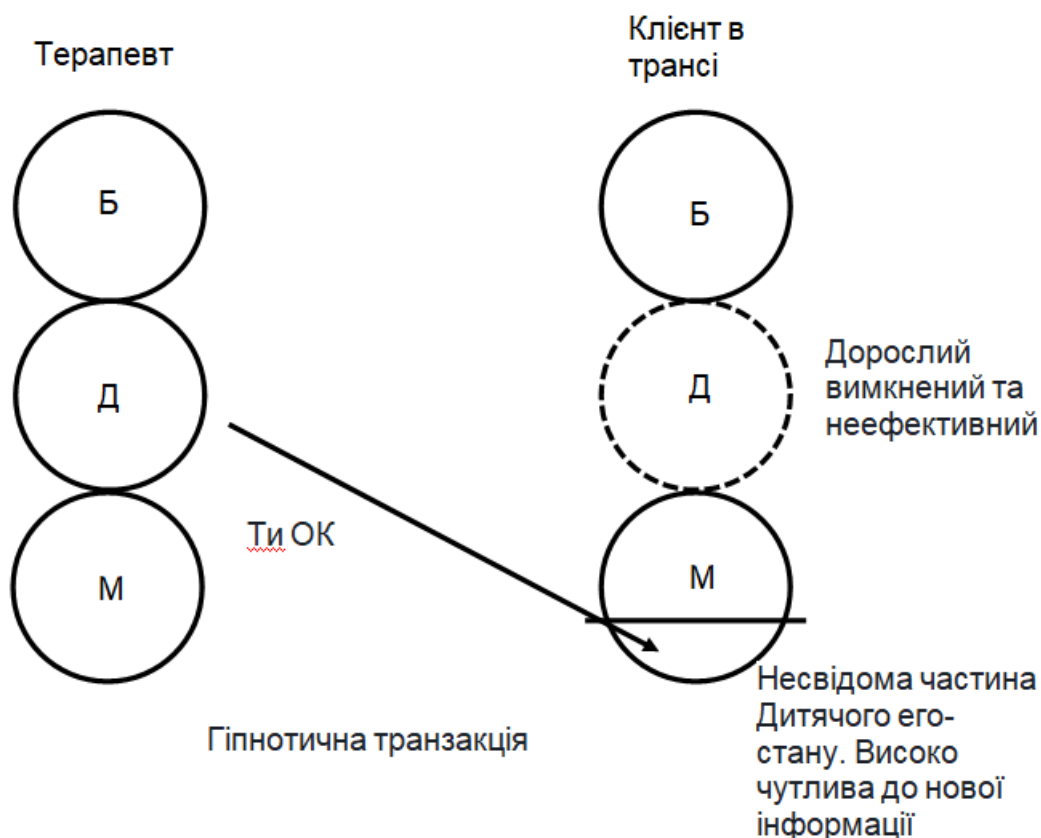 Терапевт
Клієнт в
трансі
Б
Б
Д
Д
Дорослий
вимкнений та
неефективний
Ти ОК
М
М
Несвідома частина
Дитячого его-
стану. Високо
чутлива до нової
інформації
Гіпнотична транзакція